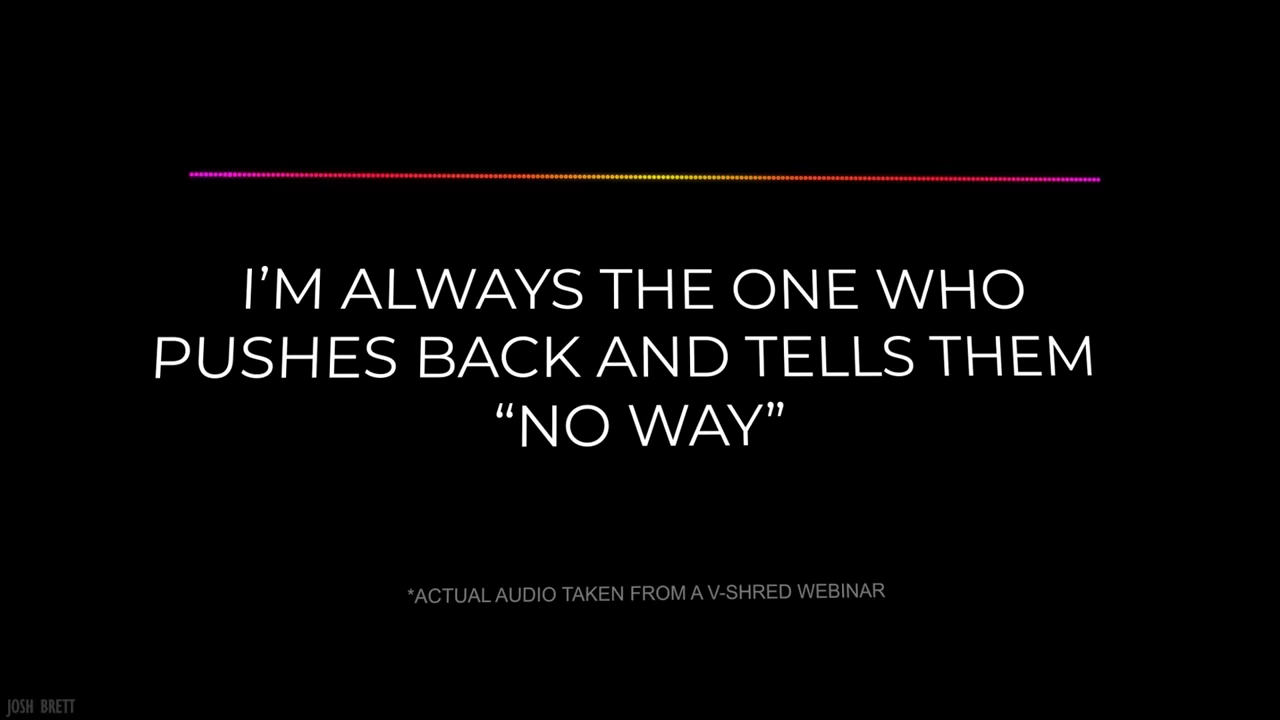 I’M ALWAYS THE ONE WHO
PUSHES BACK AND TELLS THEM
“NO WAY”
*ACTUAL AUDIO TAKEN FROM A V-SHRED WEBINAR
JOSH BRETT